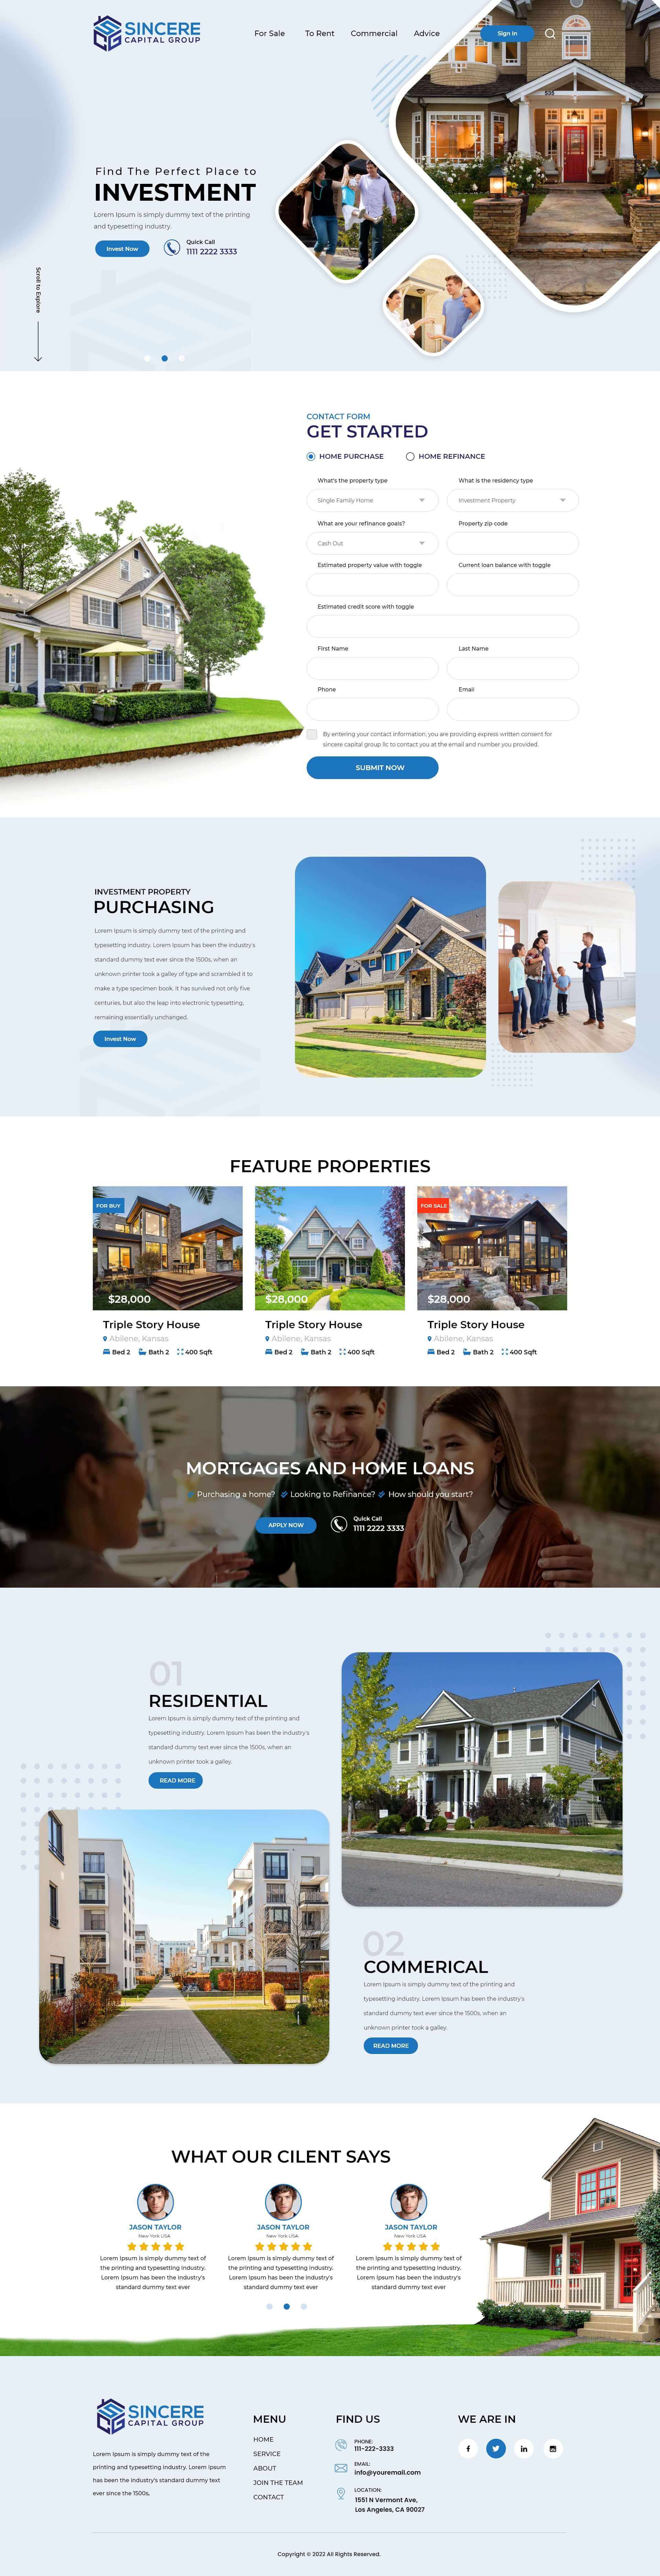 SINCERE
CAPITAL GROUP
For Sale
To Rent
Commercial
Advice
Sign in
535
Find The Perfect Place to
INVESTMENT
Lorem Ipsum is simply dummy text of the printing
and typesetting industry.
Invest Now
Quick Call
1111 2222 3333
Scroll to Explore
CONTACT FORM
GET STARTED
HOME PURCHASE
HOME REFINANCE
What's the property type
What is the residency type
Single Family Home
Investment Property
What are your refinance goals?
Property zip code
Cash Out
Estimated property value with toggle
Current loan balance with toggle
Estimated credit score with toggle
First Name
Last Name
Phone
Email
By entering your contact information, you are providing express written consent for
sincere capital group llc to contact you at the email and number you provided.
SUBMIT NOW
INVESTMENT PROPERTY
PURCHASING
Lorem Ipsum is simply dummy text of the printing and
typesetting industry. Lorem Ipsum has been the industry's
standard dummy text ever since the 1500s, when an
unknown printer took a galley of type and scrambled it to
make a type specimen book. It has survived not only five
centuries, but also the leap into electronic typesetting,
remaining essentially unchanged.
Invest Now
FEATURE PROPERTIES
FOR BUY
FOR SALE
$28,000
$28,000
$28,000
Triple Story House
Triple Story House
Triple Story House
Abilene, Kansas
Abilene, Kansas
Abilene, Kansas
Bed 2
Bath 2
400 Sqft
Bed 2
Bath 2
400 Sqft
Bed 2
Bath 2
400 Sqft
MORTGAGES AND HOME LOANS
Purchasing a home?
Looking to Refinance?
How should you start?
APPLY NOW
Quick Call
1111 2222 3333
01
RESIDENTIAL
Lorem Ipsum is simply dummy text of the printing and
typesetting industry. Lorem Ipsum has been the industry's
standard dummy text ever since the 1500s, when an
unknown printer took a galley.
READ MORE
02
COMMERICAL
Lorem Ipsum is simply dummy text of the printing and
typesetting industry. Lorem Ipsum has been the industry's
standard dummy text ever since the 1500s, when an
unknown printer took a galley.
READ MORE
WHAT OUR CILENT SAYS
JASON TAYLOR
New York USA
Lorem Ipsum is simply dummy text of
the printing and typesetting industry.
Lorem Ipsum has been the industry's
standard dummy text ever
JASON TAYLOR
New York USA
Lorem Ipsum is simply dummy text of
the printing and typesetting industry.
Lorem Ipsum has been the industry's
standard dummy text ever
JASON TAYLOR
New York USA
Lorem Ipsum is simply dummy text of
the printing and typesetting industry.
Lorem Ipsum has been the industry's
standard dummy text ever
SINCERE
CAPITAL GROUP
Lorem Ipsum is simply dummy text of the
printing and typesetting industry. Lorem Ipsum
has been the industry's standard dummy text
ever since the 1500s,
MENU
HOME
SERVICE
ABOUT
JOIN THE TEAM
CONTACT
FIND US
PHONE:
111-222-3333
EMAIL:
info@youremail.com
LOCATION:
1551 N Vermont Ave,
Los Angeles, CA 90027
WE ARE IN
Copyright © 2022 All Rights Reserved.